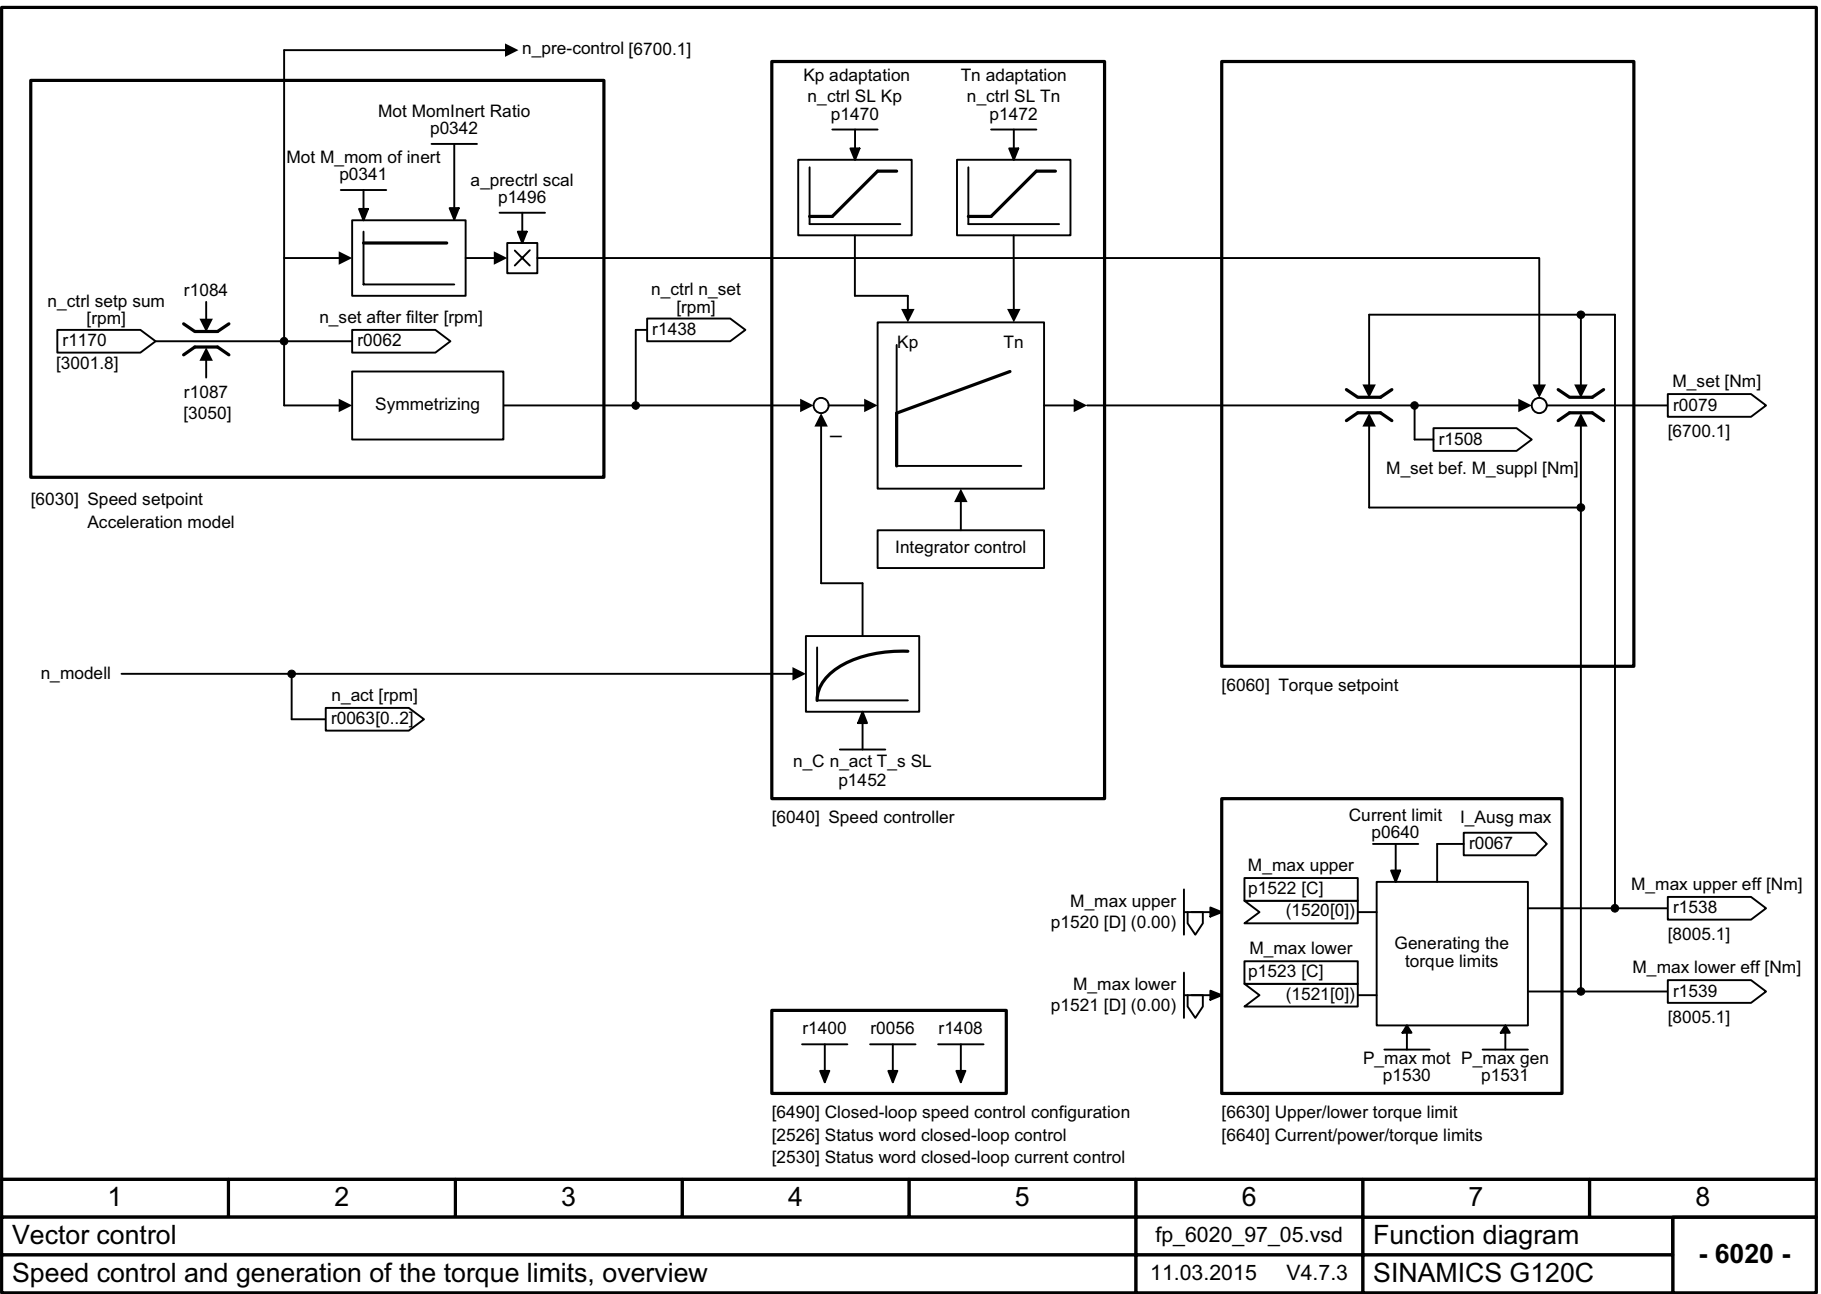 n_pre-control [6700.1]
Mot MomInert Ratio
p0342
Mot M_mom of inert
p0341
a_prectrl scal
p1496
n_ctrl setp sum
[rpm]
r1170
[3001.8]
r1084
r1087
[3050]
n_set after filter [rpm]
r0062
Symmetrizing
[6030] Speed setpoint
Acceleration model
n_ctrl n_set
[rpm]
r1438
Kp adaptation
n_ctrl SL Kp
p1470
Tn adaptation
n_ctrl SL Tn
p1472
Kp
Tn
–
Integrator control
n_modell
n_act [rpm]
r0063[0..2]
n_C n_act T_s SL
p1452
[6040] Speed controller
r1508
M_set bef. M_suppl [Nm]
M_set [Nm]
r0079
[6700.1]
[6060] Torque setpoint
Current limit
p0640
I_Ausg max
r0067
M_max upper
p1522 [C]
(1520[0])
M_max upper
p1520 [D] (0.00)
M_max lower
p1523 [C]
(1521[0])
M_max lower
p1521 [D] (0.00)
Generating the
torque limits
P_max mot
p1530
P_max gen
p1531
M_max upper eff [Nm]
r1538
[8005.1]
M_max lower eff [Nm]
r1539
[8005.1]
[6630] Upper/lower torque limit
[6640] Current/power/torque limits
r1400 r0056 r1408
[6490] Closed-loop speed control configuration
[2526] Status word closed-loop control
[2530] Status word closed-loop current control
1 2 3 4 5 6 7 8
Vector control
fp_6020_97_05.vsd
Function diagram
- 6020 -
Speed control and generation of the torque limits, overview
11.03.2015 V4.7.3
SINAMICS G120C